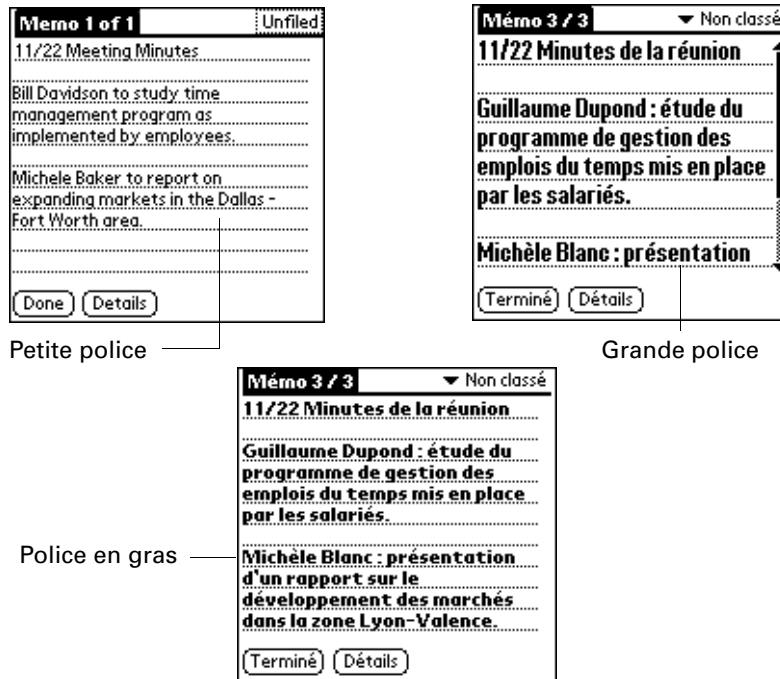 Memo 1 of 1
Unfiled
11/22 Meeting Minutes
Bill Davidson to study time
management program as
implemented by employees.
Michele Baker to report on
expanding markets in the Dallas -
Fort Worth area.
Done Details
Petite police
Mémo 3 / 3
Non classé
11/22 Minutes de la réunion
Guillaume Dupond : étude du
programme de gestion des
emplois du temps mis en place
par les salariés.
Michèle Blanc : présentation
Terminé Détails
Grande police
Mémo 3 / 3
Non classé
11/22 Minutes de la réunion
Guillaume Dupond : étude du
programme de gestion des
emplois du temps mis en place
par les salariés.
Police en gras
Michèle Blanc : présentation
d'un rapport sur le
développement des marchés
dans la zone Lyon-Valence.
Terminé Détails